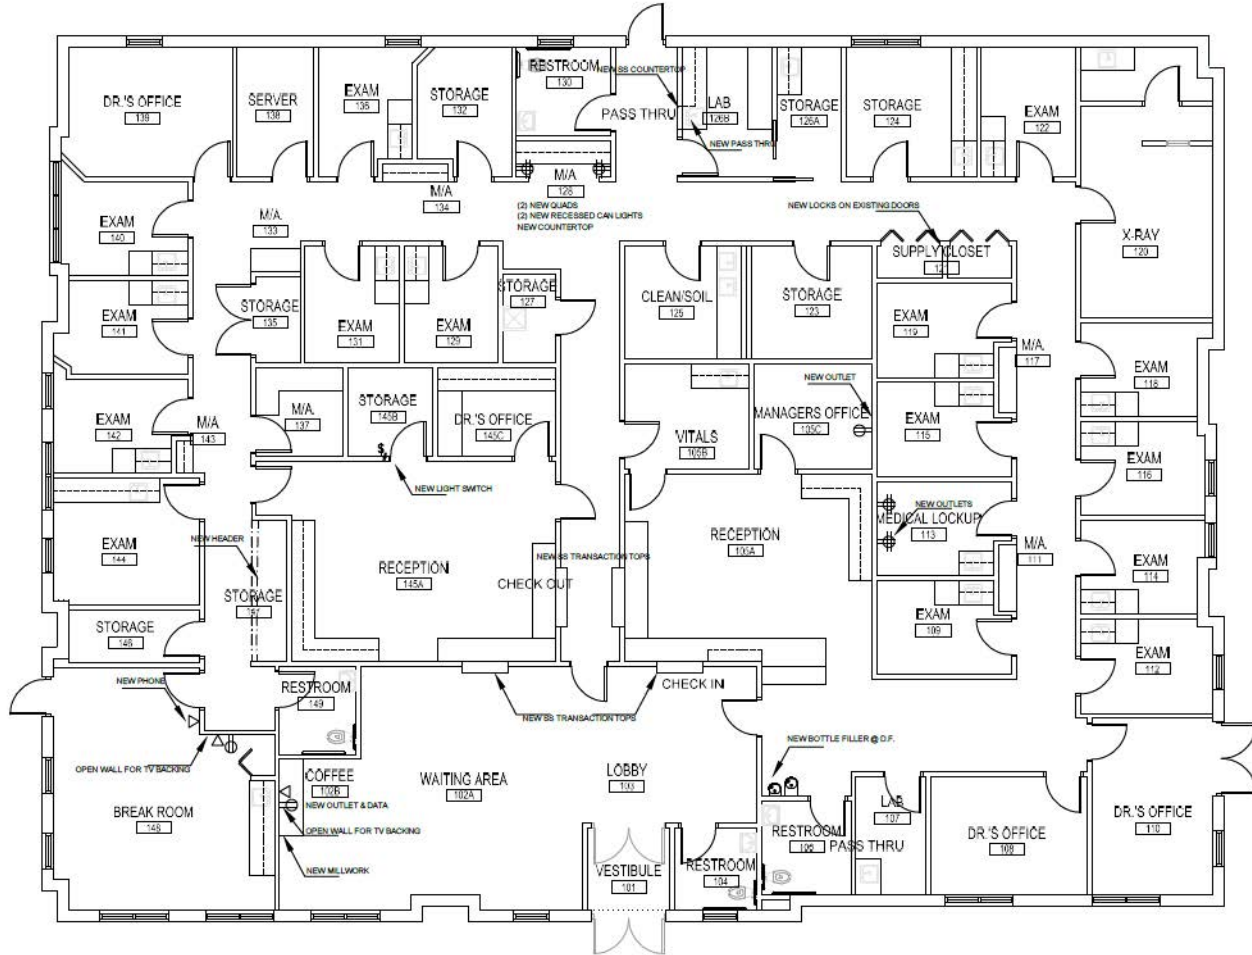 DR.'S OFFICE
139
SERVER
138
EXAM
136
STORAGE
132
RESTROOM
130
NEW SS COUNTERTOP
PASS THRU
LAB
126B
NEW PASS THRU
STORAGE
126A
STORAGE
124
EXAM
122
M/A
134
M/A
128
(2) NEW QUADS
(2) NEW RECESSED CAN LIGHTS
NEW COUNTERTOP
NEW LOCKS ON EXISTING DOORS
EXAM
140
M/A.
133
SUPPLY CLOSET
121
X-RAY
120
EXAM
141
STORAGE
135
EXAM
131
EXAM
129
STORAGE
127
CLEAN/SOIL
125
STORAGE
123
EXAM
119
M/A.
117
EXAM
118
EXAM
142
M/A
143
M/A.
137
STORAGE
145B
DR.'S OFFICE
145C
VITALS
105B
NEW OUTLET
MANAGERS OFFICE
105C
EXAM
115
EXAM
116
NEW LIGHT SWITCH
EXAM
144
NEW HEADER
STORAGE
RECEPTION
145A
CHECK OUT
NEW SS TRANSACTION TOPS
RECEPTION
105A
NEW OUTLETS
MEDICAL LOCKUP
113
M/A.
111
EXAM
114
STORAGE
146
EXAM
109
EXAM
112
NEW PHONE
RESTROOM
149
NEW SS TRANSACTION TOPS
CHECK IN
OPEN WALL FOR TV BACKING
NEW BOTTLE FILLER @ D.F.
BREAK ROOM
148
COFFEE
102B
NEW OUTLET & DATA
OPEN WALL FOR TV BACKING
NEW MILLWORK
WAITING AREA
102A
LOBBY
103
VESTIBULE
101
RESTROOM
104
RESTROOM
106
PASS THRU
LAB
107
DR.'S OFFICE
108
DR.'S OFFICE
110